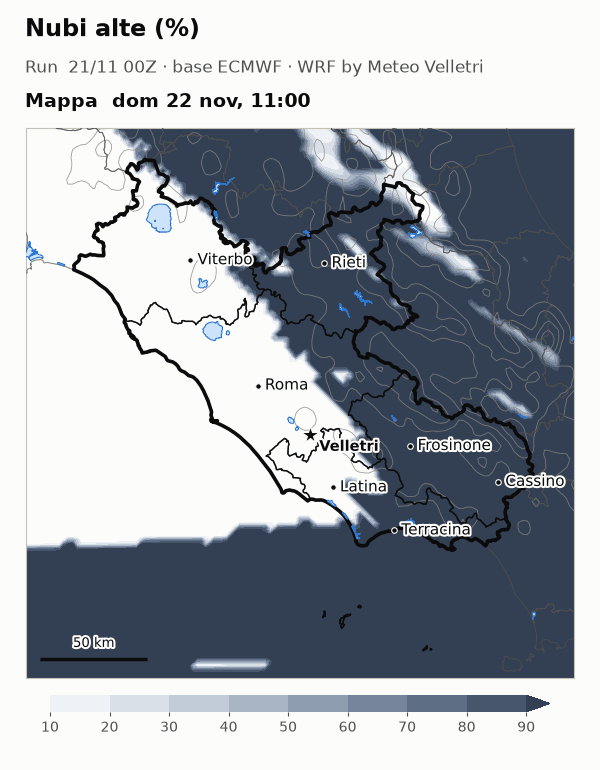 Nubi alte (%)
Run  21/11 00Z · base ECMWF · WRF by Meteo Velletri
Mappa  dom 22 nov, 11:00
Viterbo
Rieti
Roma
Velletri
Frosinone
Latina
Cassino
Terracina
50 km
10 20 30 40 50 60 70 80 90